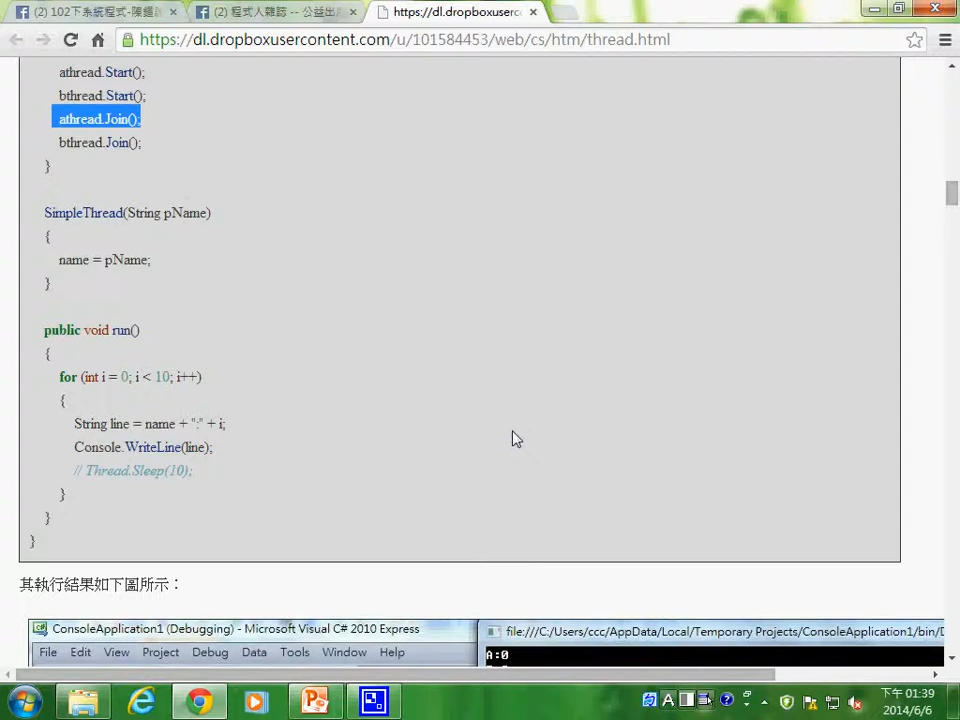 (2) 102下系統程式-陳鍾
(2) 程式人雜誌 -- 公益出
https://dl.dropboxuserc
https://dl.dropboxusercontent.com/u/101584453/web/cs/htm/thread.html
athread.Start();
bthread.Start();
athread.Join();
bthread.Join();
}
SimpleThread(String pName)
{
name = pName;
}
public void run()
{
for (int i = 0; i < 10; i++)
{
String line = name + ":" + i;
Console.WriteLine(line);
// Thread.Sleep(10);
}
}
}
其執行結果如下圖所示：
ConsoleApplication1 (Debugging) - Microsoft Visual C# 2010 Express
file:///C:/Users/ccc/AppData/Local/Temporary Projects/ConsoleApplication1/bin/D
File Edit View Project Debug Data Tools Window Help
A:0
下午 01:39
2014/6/6